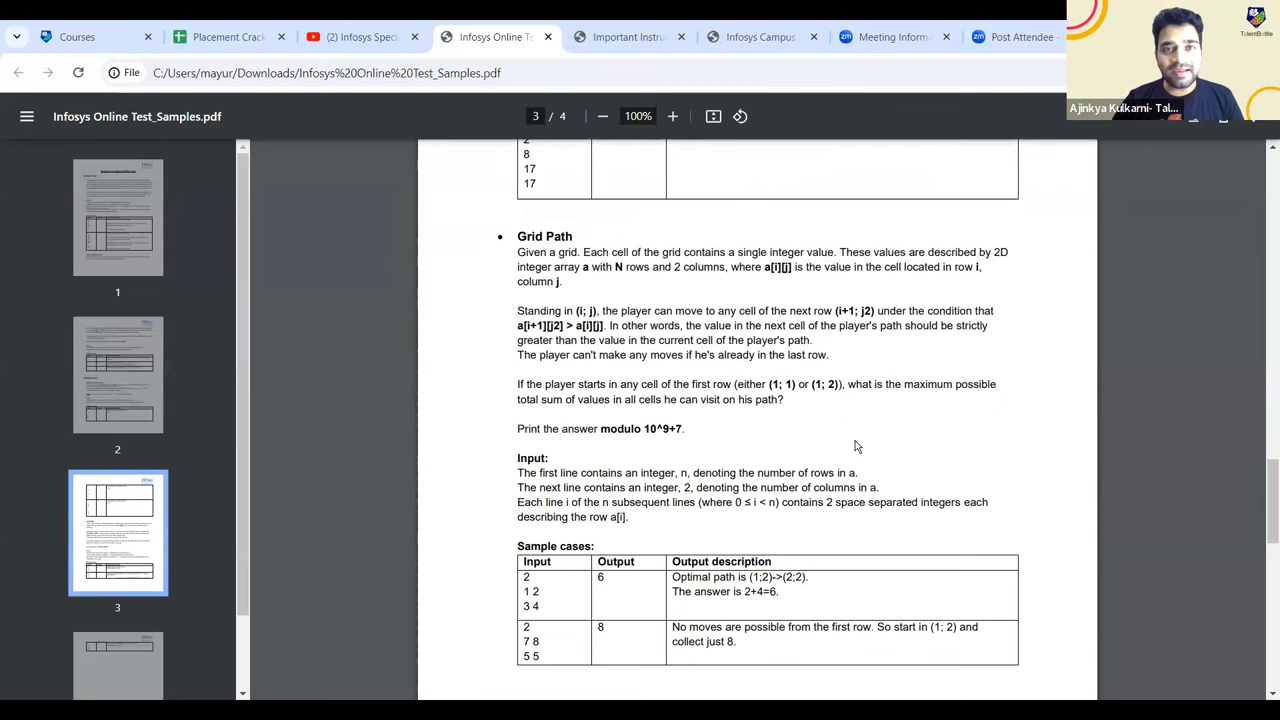 Courses
Placement Crack
(2) Infosys Speci
Infosys Online Te
Important Instru
Infosys Campus
Meeting Informa
Post Attendee -
TalentBattle
File
C:/Users/mayur/Downloads/Infosys%20Online%20Test_Samples.pdf
Ajinkya Kulkarni- Tal...
Infosys Online Test_Samples.pdf
3 / 4
100%
1
2
3
2
8
17
17
• Grid Path
Given a grid. Each cell of the grid contains a single integer value. These values are described by 2D
integer array a with N rows and 2 columns, where a[i][j] is the value in the cell located in row i,
column j.
Standing in (i; j), the player can move to any cell of the next row (i+1; j2) under the condition that
a[i+1][j2] > a[i][j]. In other words, the value in the next cell of the player's path should be strictly
greater than the value in the current cell of the player's path.
The player can't make any moves if he's already in the last row.
If the player starts in any cell of the first row (either (1; 1) or (1; 2)), what is the maximum possible
total sum of values in all cells he can visit on his path?
Print the answer modulo 10^9+7.
Input:
The first line contains an integer, n, denoting the number of rows in a.
The next line contains an integer, 2, denoting the number of columns in a.
Each line i of the n subsequent lines (where 0 ≤ i < n) contains 2 space separated integers each
describing the row a[i].
Sample cases:
Input Output Output description
2 6 Optimal path is (1;2)->(2;2).
1 2 The answer is 2+4=6.
3 4
2 8 No moves are possible from the first row. So start in (1; 2) and
7 8 collect just 8.
5 5